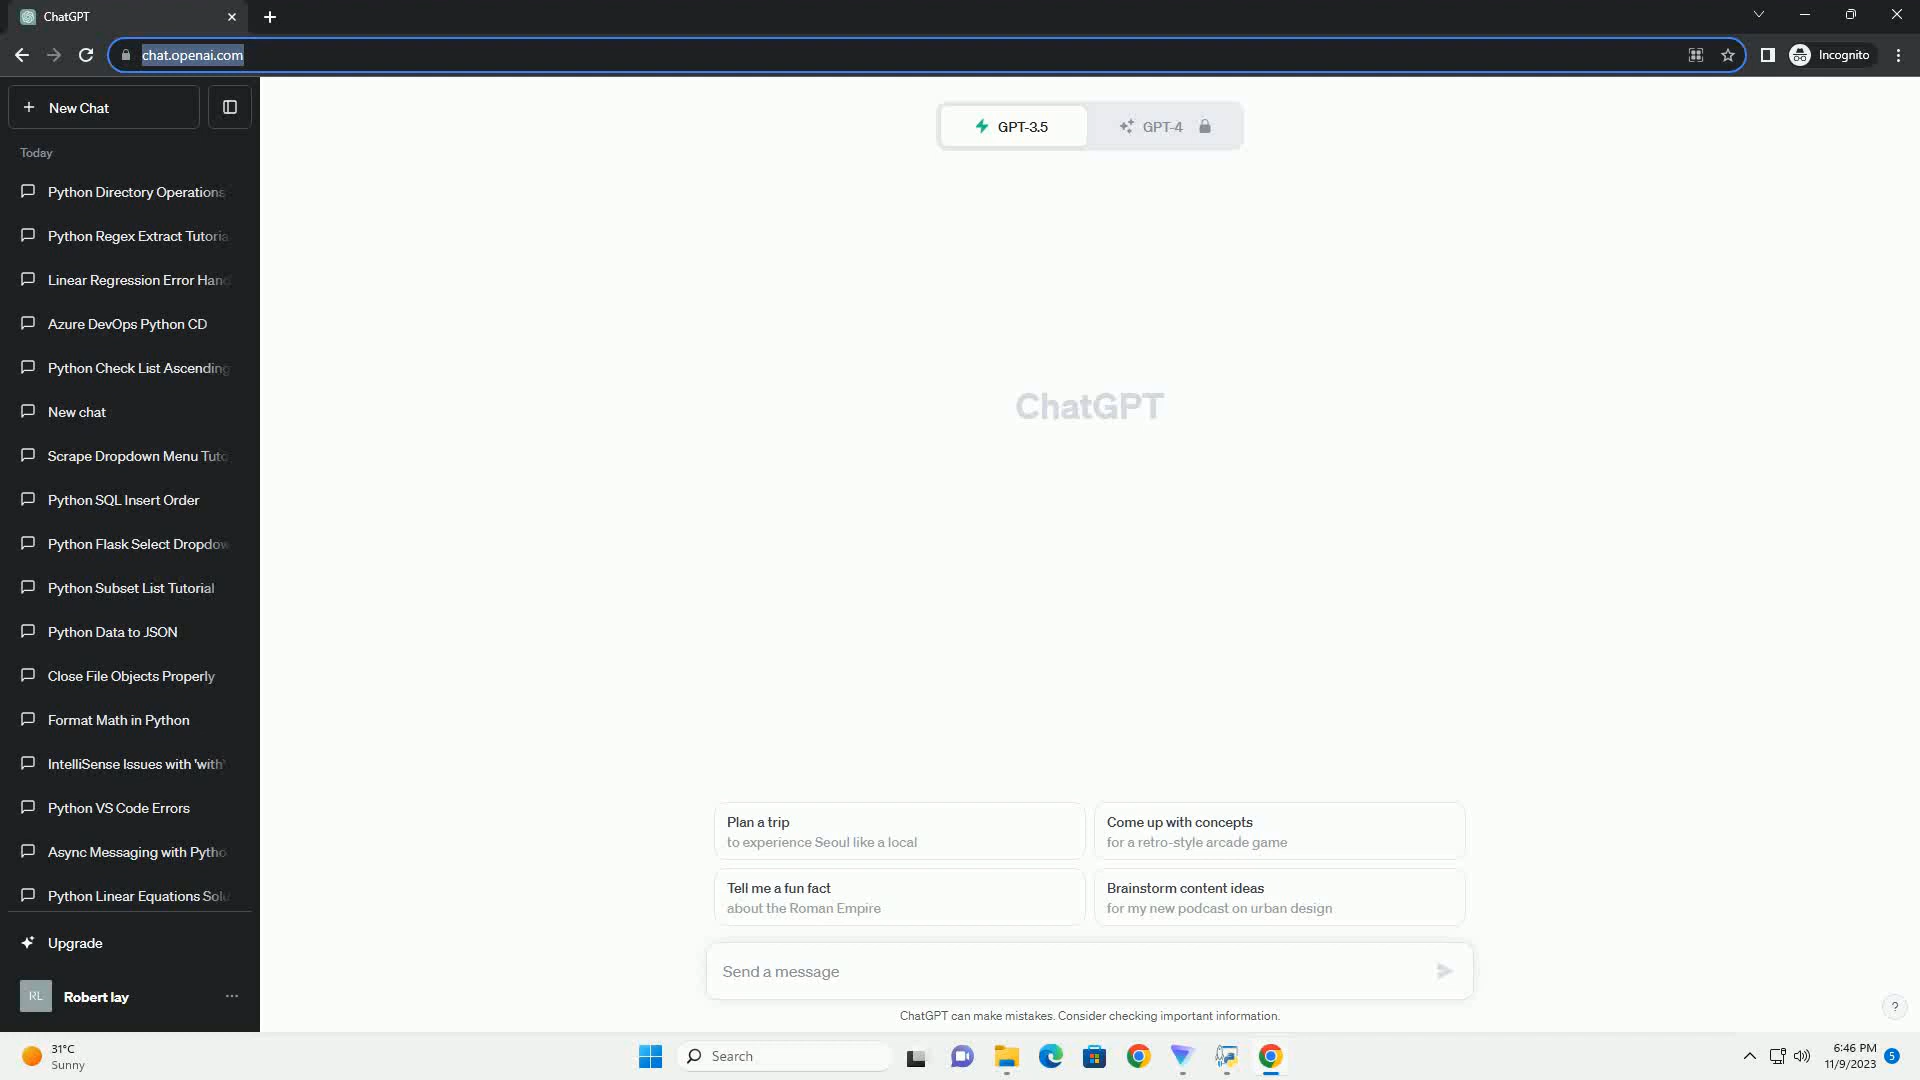 ChatGPT
chat.openai.com
Incognito
New Chat
GPT-3.5
GPT-4
Today
Python Directory Operations
Python Regex Extract Tutoria
Linear Regression Error Hand
Azure DevOps Python CD
Python Check List Ascending
New chat
Scrape Dropdown Menu Tuto
Python SQL Insert Order
Python Flask Select Dropdow
Python Subset List Tutorial
Python Data to JSON
Close File Objects Properly
Format Math in Python
IntelliSense Issues with 'with'
Python VS Code Errors
Async Messaging with Pytho
Python Linear Equations Solu
Upgrade
RL
Robert lay
ChatGPT
Plan a trip
to experience Seoul like a local
Come up with concepts
for a retro-style arcade game
Tell me a fun fact
about the Roman Empire
Brainstorm content ideas
for my new podcast on urban design
Send a message
ChatGPT can make mistakes. Consider checking important information.
?
31°C
Sunny
Search
6:46 PM
11/9/2023
5